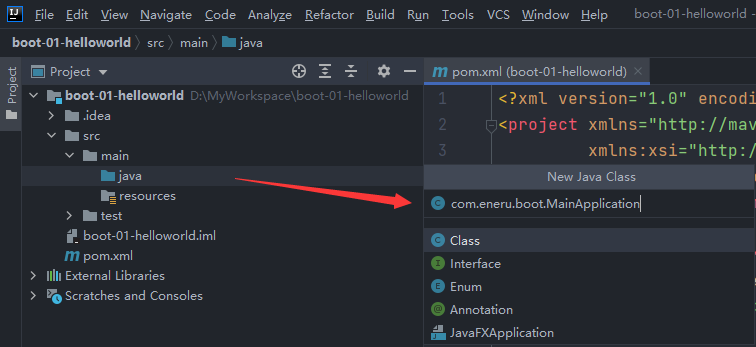 IJ File Edit View Navigate Code Analyze Refactor Build Run Tools VCS Window Help boot-01-helloworld -
boot-01-helloworld src main java
Project
Project
pom.xml (boot-01-helloworld)
boot-01-helloworld D:\MyWorkspace\boot-01-helloworld
.idea
src
main
java
resources
test
boot-01-helloworld.iml
pom.xml
External Libraries
Scratches and Consoles
1 <?xml version="1.0" encodi
2 <project xmlns="http://mav
3 xmlns:xsi="http:/
New Java Class
C com.eneru.boot.MainApplication
C Class
I Interface
E Enum
@ Annotation
JavaFXApplication